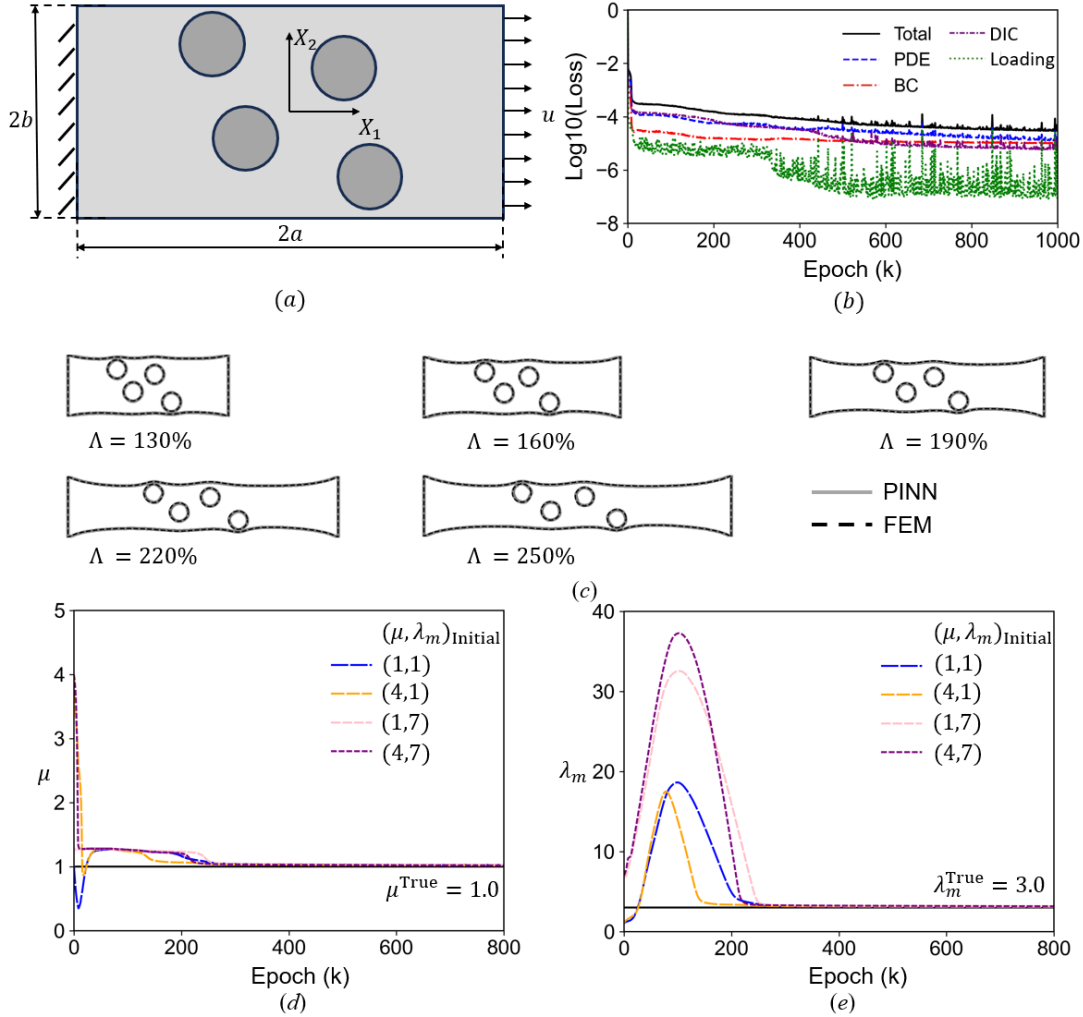 X₂
X₁
2b
u
2a
(a)
0
−2
−4
−6
−8
Log10(Loss)
Total
PDE
BC
DIC
Loading
0 200 400 600 800 1000
Epoch (k)
(b)
Λ = 130%
Λ = 160%
Λ = 190%
Λ = 220%
Λ = 250%
PINN
FEM
(c)
5
4
3
2
1
0
μ
(μ, λₘ)Initial
(1,1)
(4,1)
(1,7)
(4,7)
μTrue = 1.0
0 200 400 600 800
Epoch (k)
(d)
40
30
20
10
0
λₘ
(μ, λₘ)Initial
(1,1)
(4,1)
(1,7)
(4,7)
λₘTrue = 3.0
0 200 400 600 800
Epoch (k)
(e)